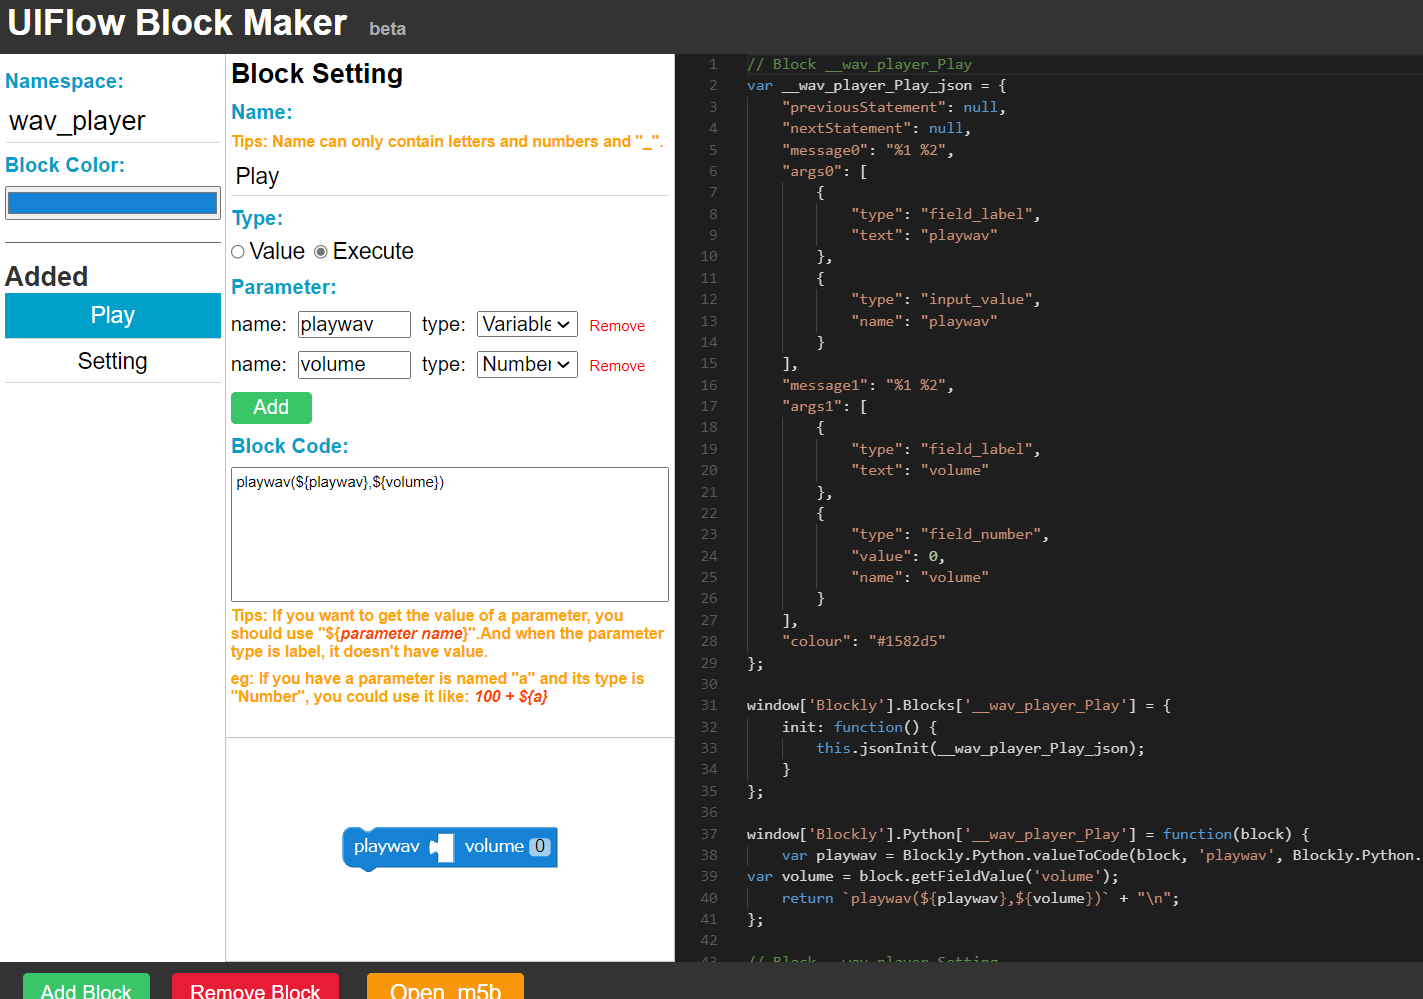 UIFlow Block Maker beta
Namespace:
wav_player
Block Color:
Added
Play
Setting
Block Setting
Name:
Tips: Name can only contain letters and numbers and "_".
Play
Type:
Value Execute
Parameter:
name: playwav type: Variable Remove
name: volume type: Number Remove
Add
Block Code:
playwav(${playwav},${volume})
Tips: If you want to get the value of a parameter, you
should use "${parameter name}".And when the parameter
type is label, it doesn't have value.
eg: If you have a parameter is named "a" and its type is
"Number", you could use it like: 100 + ${a}
playwav volume 0
1 // Block __wav_player_Play
2 var __wav_player_Play_json = {
3 "previousStatement": null,
4 "nextStatement": null,
5 "message0": "%1 %2",
6 "args0": [
7 {
8 "type": "field_label",
9 "text": "playwav"
10 },
11 {
12 "type": "input_value",
13 "name": "playwav"
14 }
15 ],
16 "message1": "%1 %2",
17 "args1": [
18 {
19 "type": "field_label",
20 "text": "volume"
21 },
22 {
23 "type": "field_number",
24 "value": 0,
25 "name": "volume"
26 }
27 ],
28 "colour": "#1582d5"
29 };
30
31 window['Blockly'].Blocks['__wav_player_Play'] = {
32 init: function() {
33 this.jsonInit(__wav_player_Play_json);
34 }
35 };
36
37 window['Blockly'].Python['__wav_player_Play'] = function(block) {
38 var playwav = Blockly.Python.valueToCode(block, 'playwav', Blockly.Python.
39 var volume = block.getFieldValue('volume');
40 return `playwav(${playwav},${volume})` + "\n";
41 };
42
43 // Block __wav_player_Setting
Add Block Remove Block Open .m5b